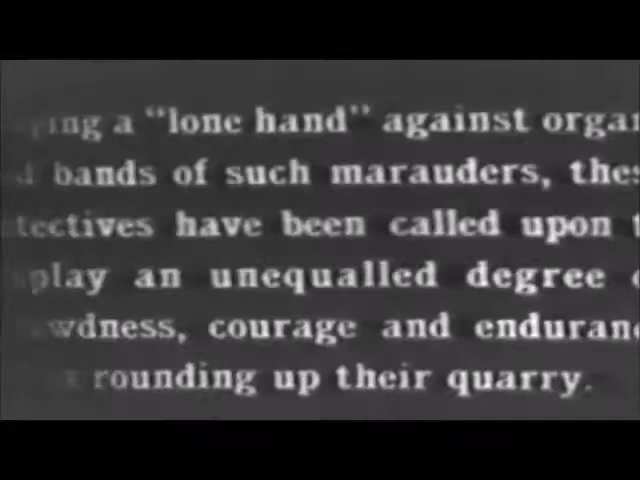 ing a "lone hand" against organ
bands of such marauders, thes
tectives have been called upon
play an unequalled degree
wdness, courage and enduran
rounding up their quarry.